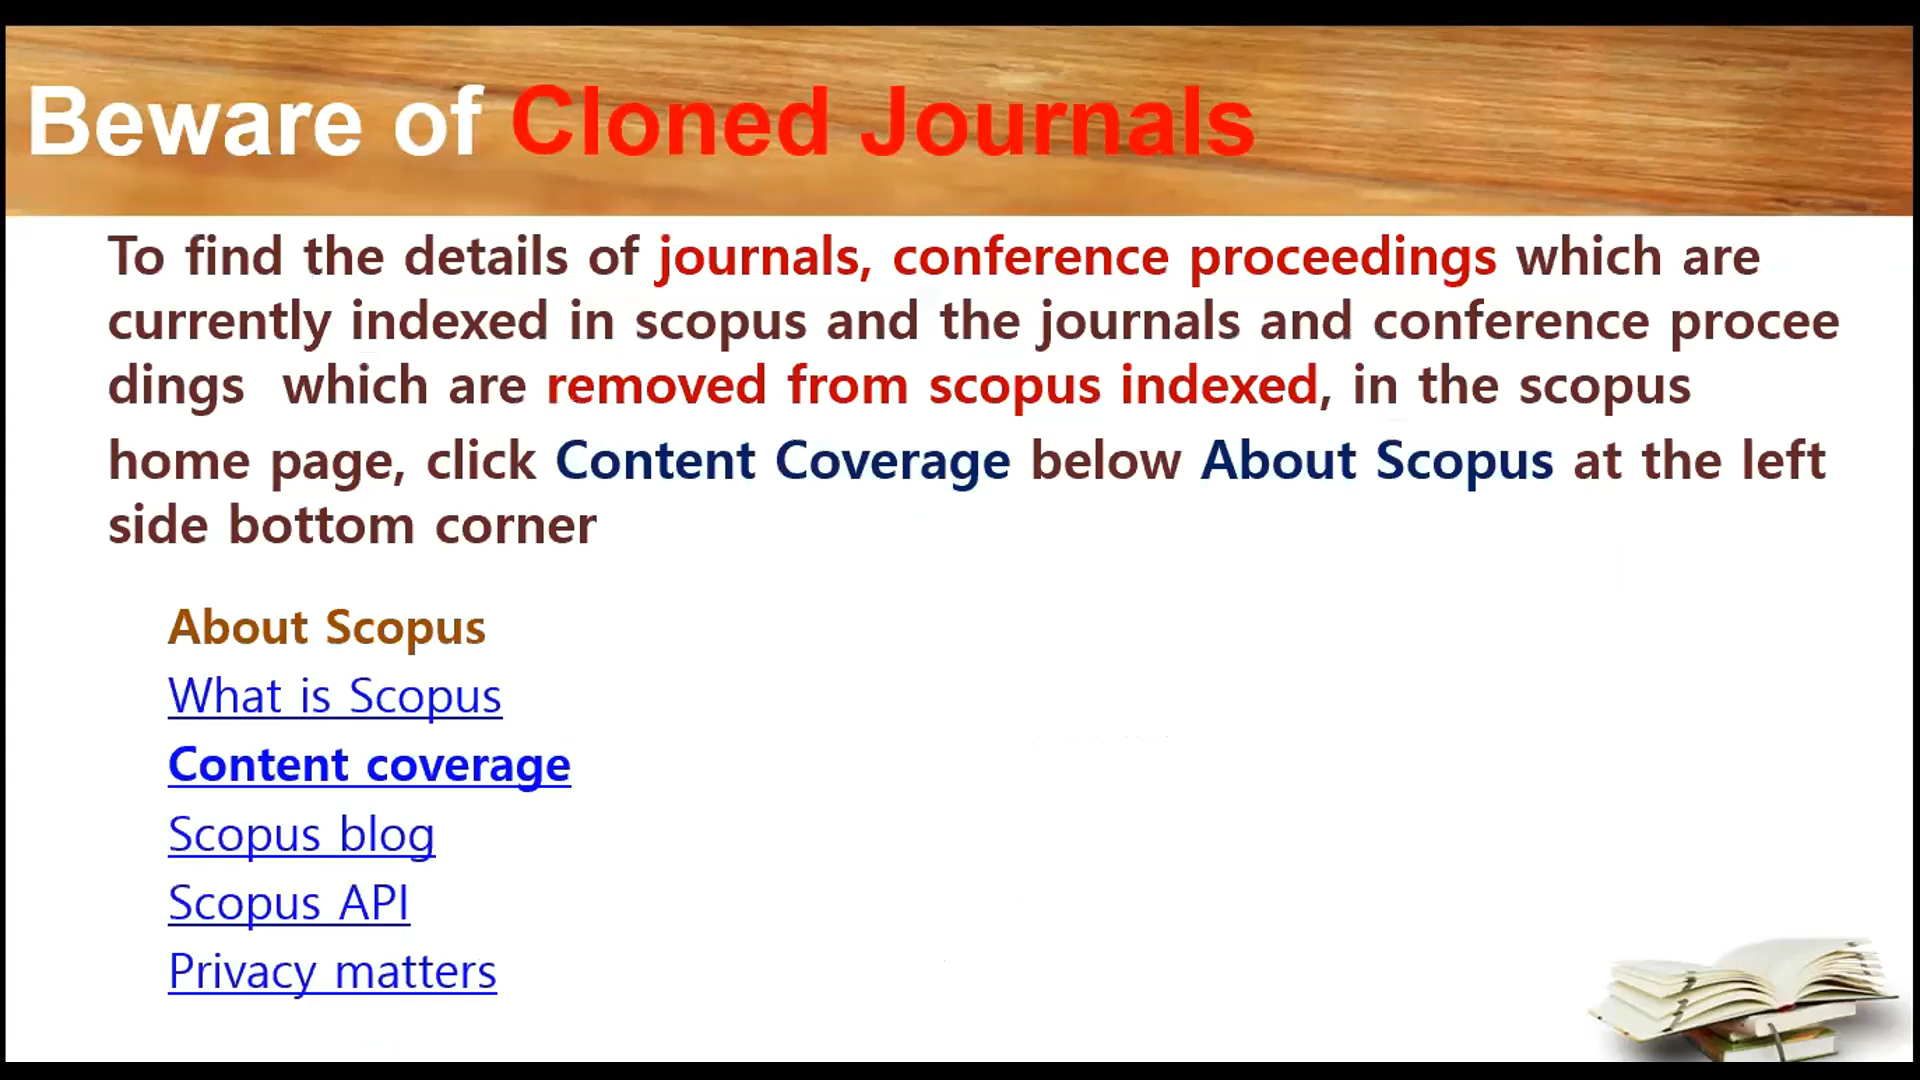 Beware of Cloned Journals
To find the details of journals, conference proceedings which are
currently indexed in scopus and the journals and conference procee
dings which are removed from scopus indexed, in the scopus
home page, click Content Coverage below About Scopus at the left
side bottom corner
About Scopus
What is Scopus
Content coverage
Scopus blog
Scopus API
Privacy matters